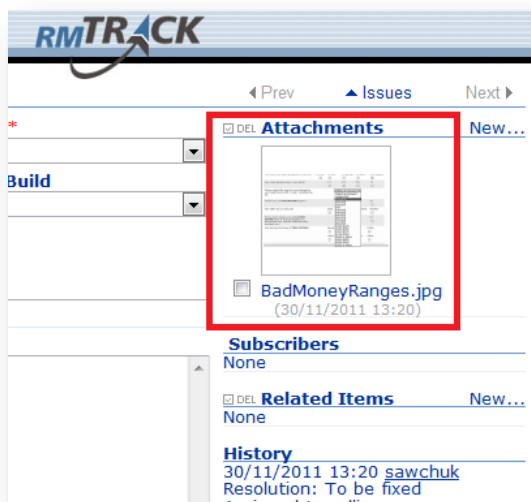 RMTRACK
Prev Issues Next
*
DEL Attachments New...
Build
BadMoneyRanges.jpg
(30/11/2011 13:20)
Subscribers
None
DEL Related Items New...
None
History
30/11/2011 13:20 sawchuk
Resolution: To be fixed